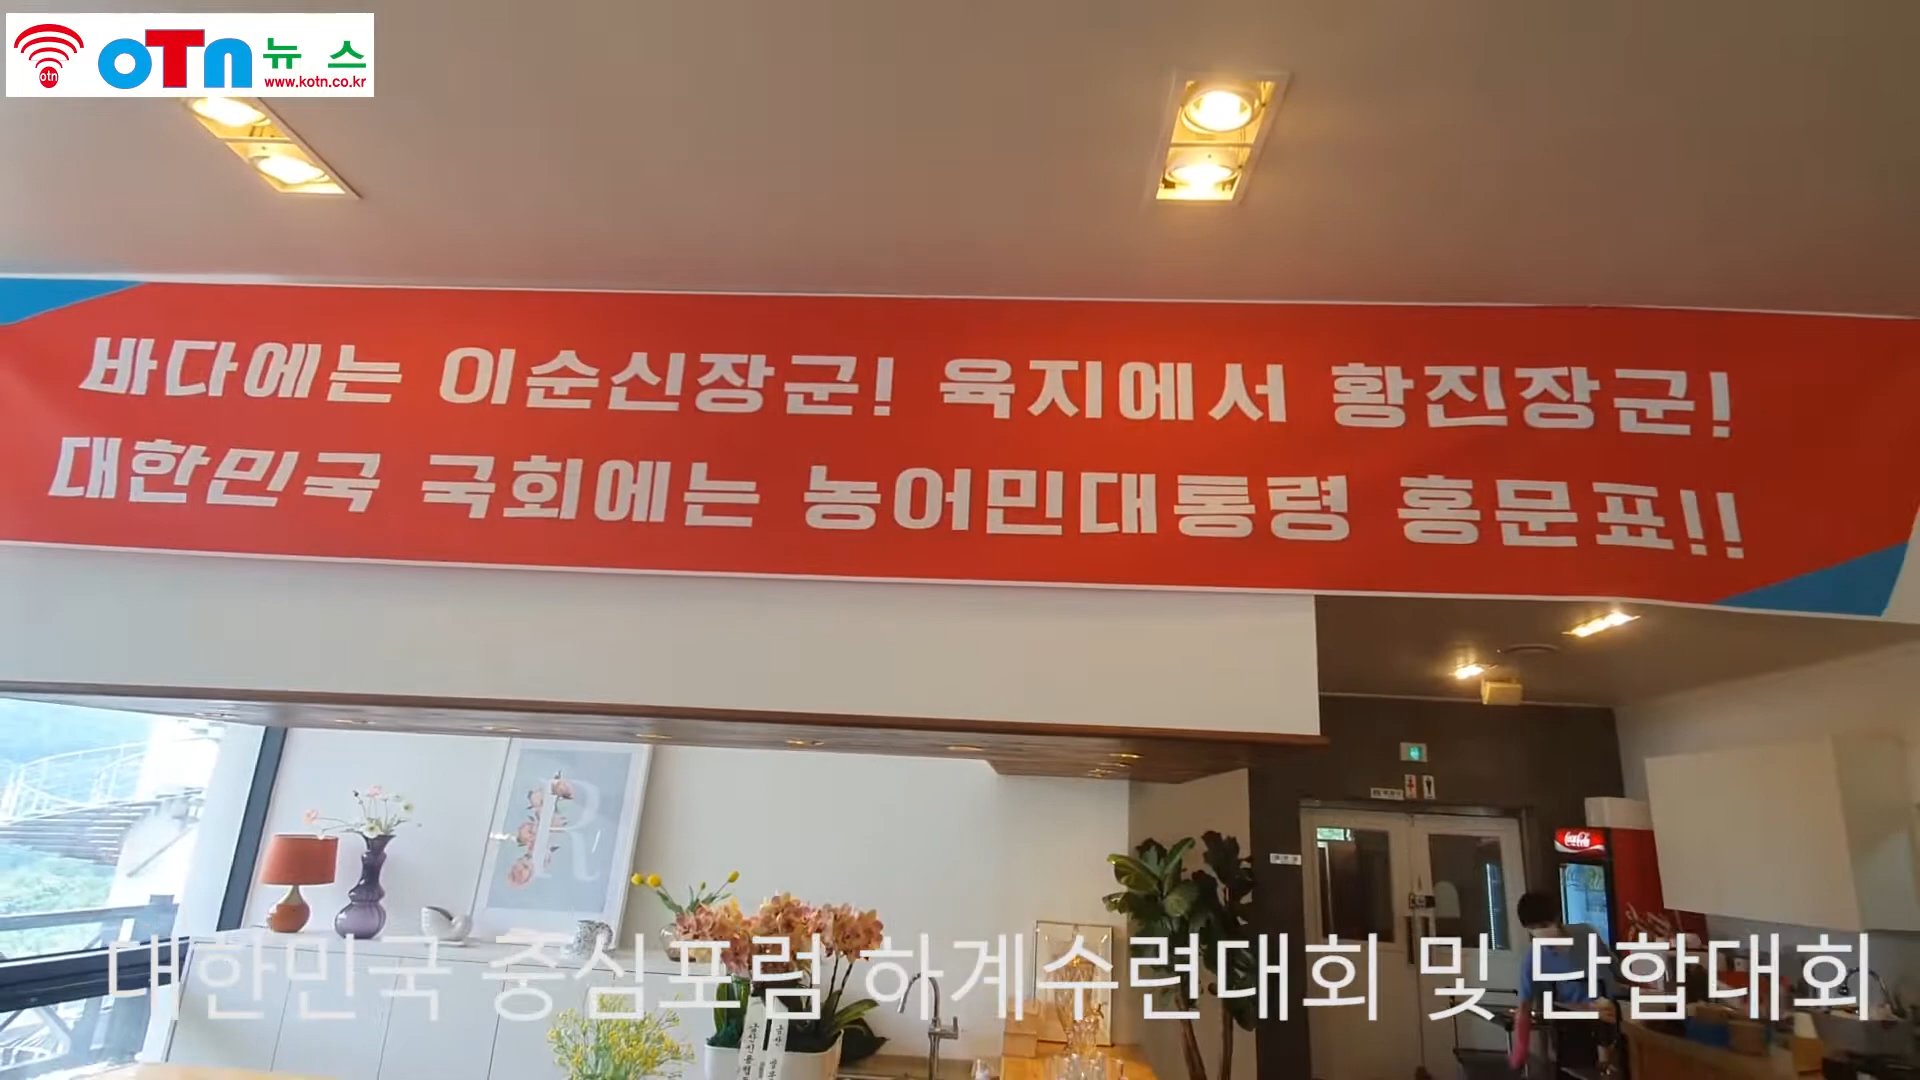 otn
oTn 뉴 스
www.kotn.co.kr
바다에는 이순신장군! 육지에서 황진장군!
대한민국 국회에는 농어민대통령 홍문표!!
R
Coca-Cola
대한민국 중심포럼 하계수련대회 및 단합대회